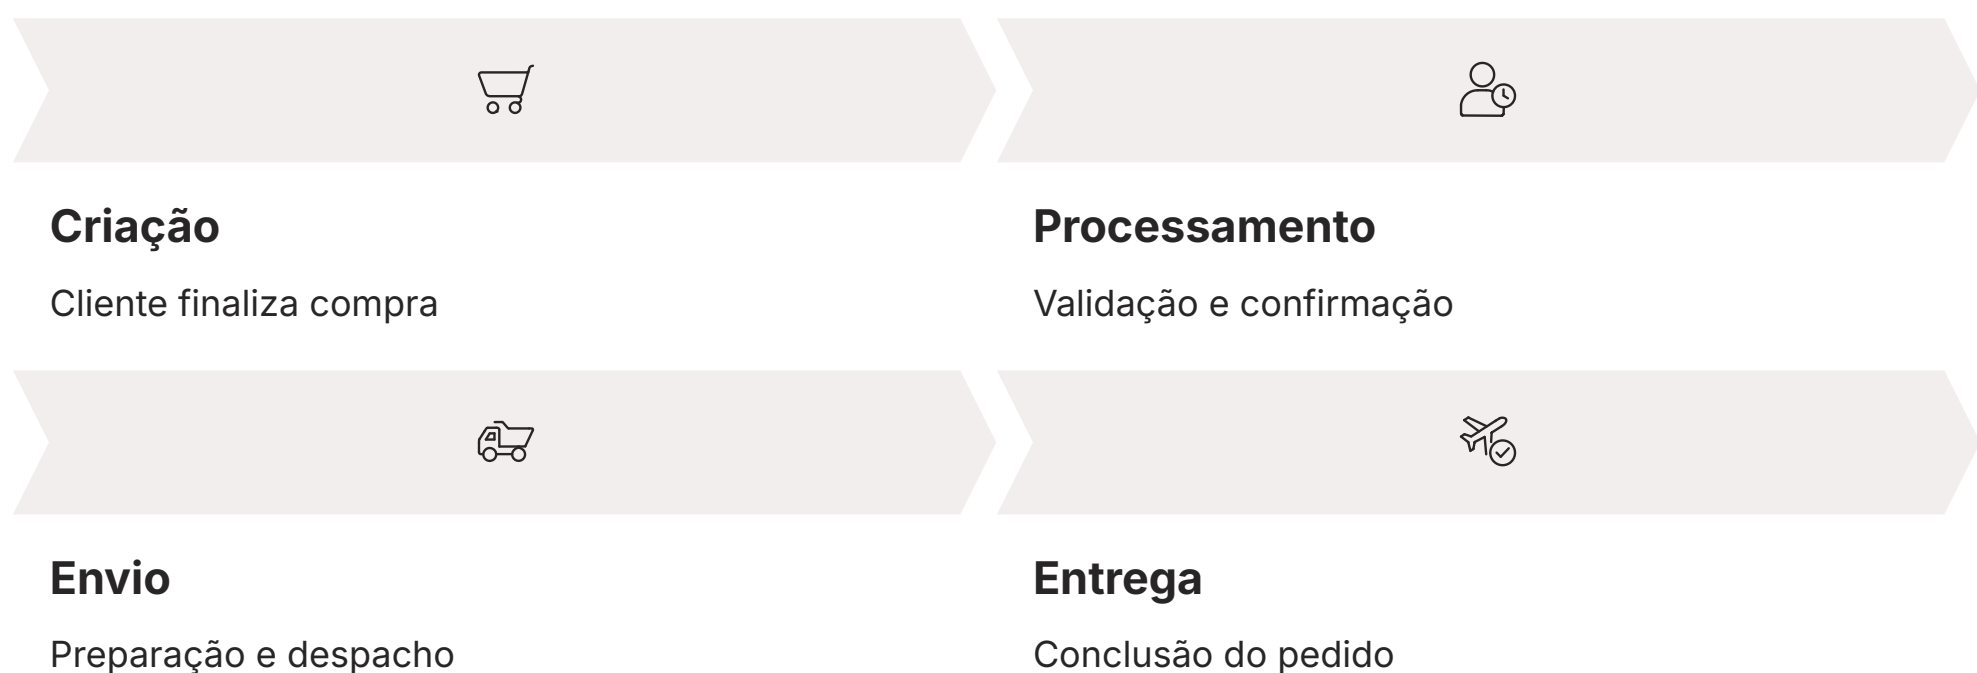 Criação
Cliente finaliza compra
Processamento
Validação e confirmação
Envio
Preparação e despacho
Entrega
Conclusão do pedido